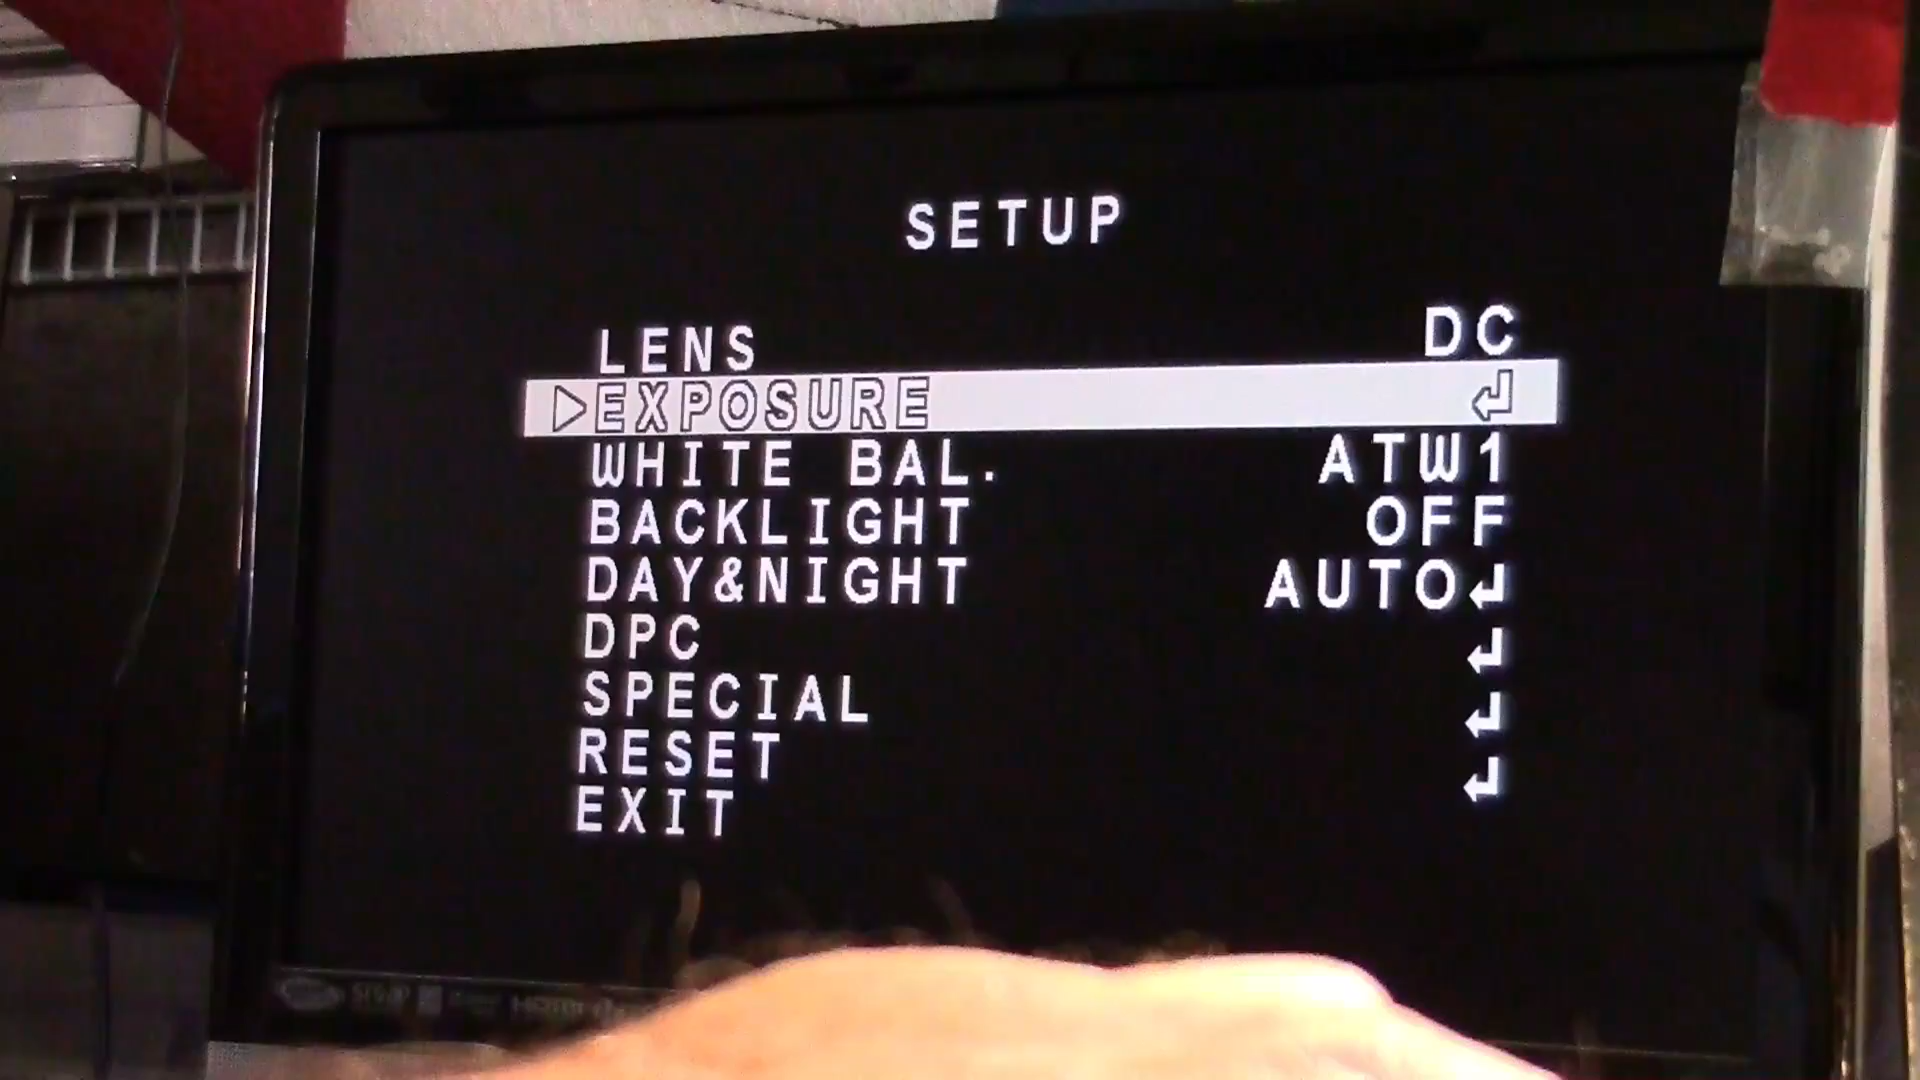 SETUP
LENS DC
▷EXPOSURE ↵
WHITE BAL. ATW1
BACKLIGHT OFF
DAY&NIGHT AUTO↵
DPC ↵
SPECIAL ↵
RESET ↵
EXIT